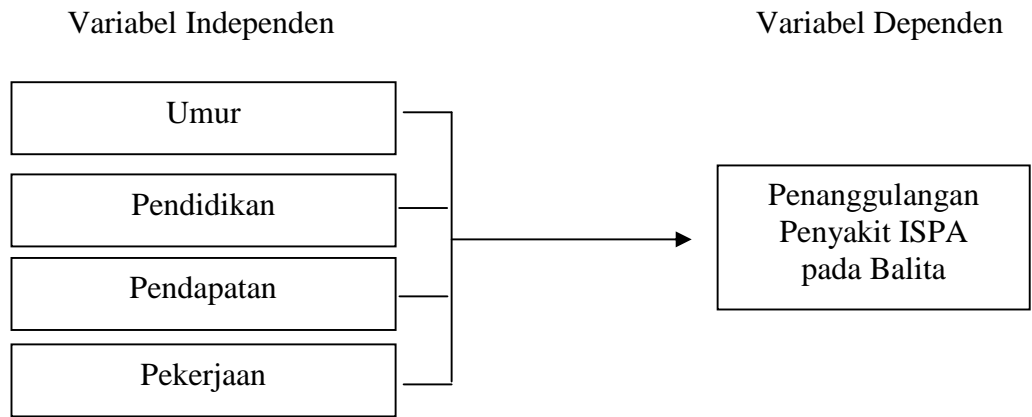 Variabel Independen
Variabel Dependen
Umur
Pendidikan
Pendapatan
Pekerjaan
Penanggulangan
Penyakit ISPA
pada Balita